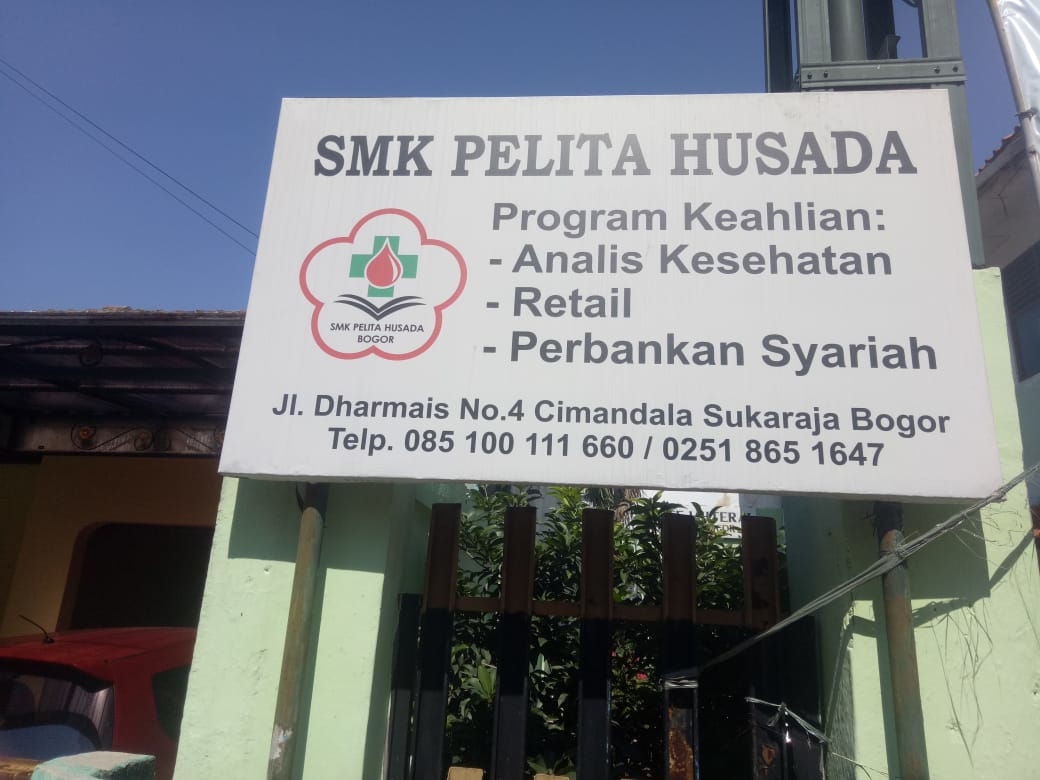 SMK PELITA HUSADA
Program Keahlian:
- Analis Kesehatan
- Retail
- Perbankan Syariah
SMK PELITA HUSADA
BOGOR
Jl. Dharmais No.4 Cimandala Sukaraja Bogor
Telp. 085 100 111 660 / 0251 865 1647